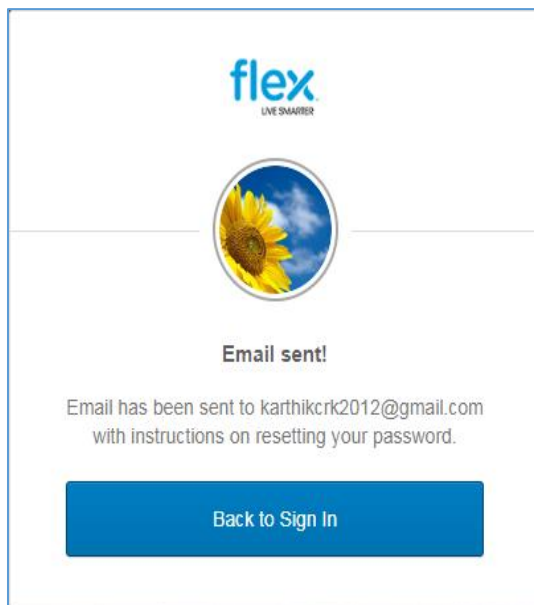 flex
LIVE SMARTER
Email sent!
Email has been sent to karthikcrk2012@gmail.com
with instructions on resetting your password.
Back to Sign In